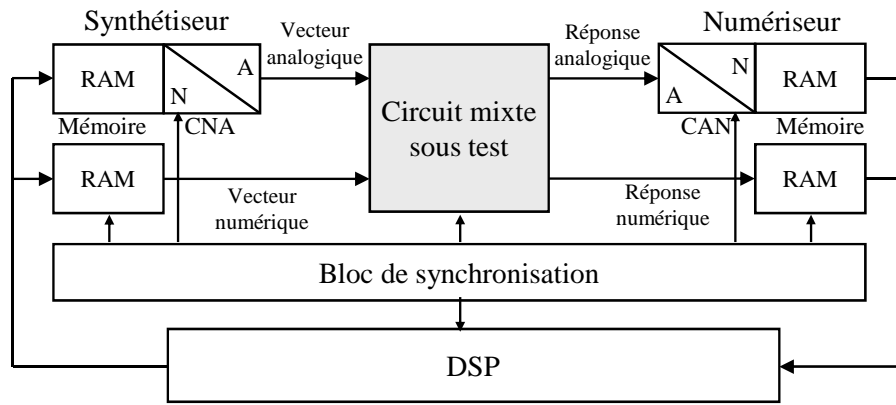 Synthétiseur
Vecteur
analogique
Réponse
analogique
Numériseur
RAM
N
A
Circuit mixte
sous test
A
N
RAM
Mémoire
CNA
CAN
Mémoire
RAM
Vecteur
numérique
Réponse
numérique
RAM
Bloc de synchronisation
DSP